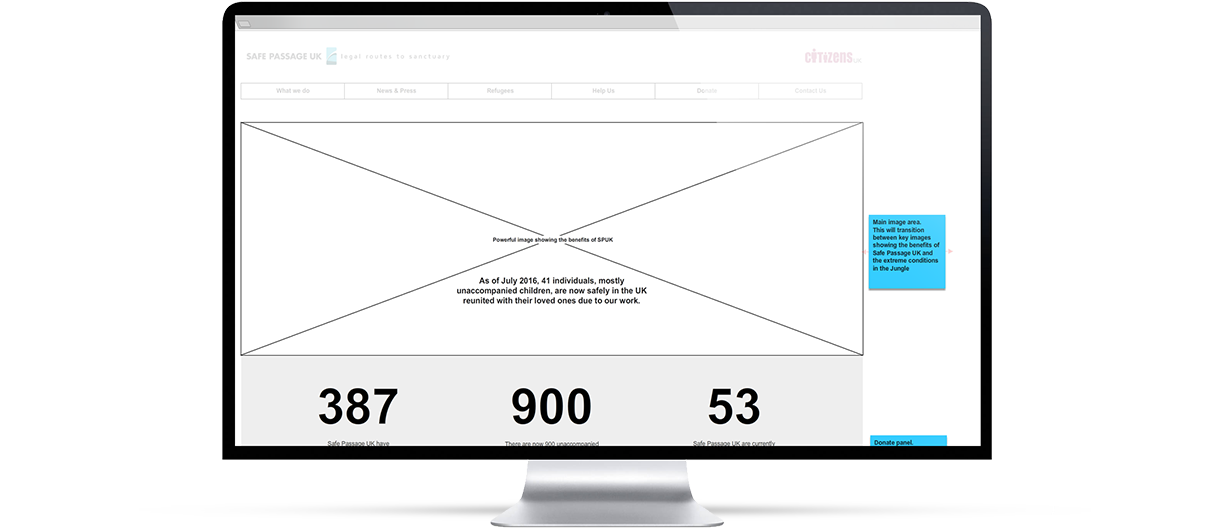 SAFE PASSAGE UK legal routes to sanctuary
CITIZENS UK
What we do News & Press Refugees Help Us Donate Contact Us
Powerful image showing the benefits of SPUK
As of July 2016, 41 individuals, mostly
unaccompanied children, are now safely in the UK
reunited with their loved ones due to our work.
Main image area.
This will transition
between key images
showing the benefits of
Safe Passage UK and
the extreme conditions
in the Jungle
387 900 53
Safe Passage UK have There are now 900 unaccompanied Safe Passage UK are currently
Donate panel.